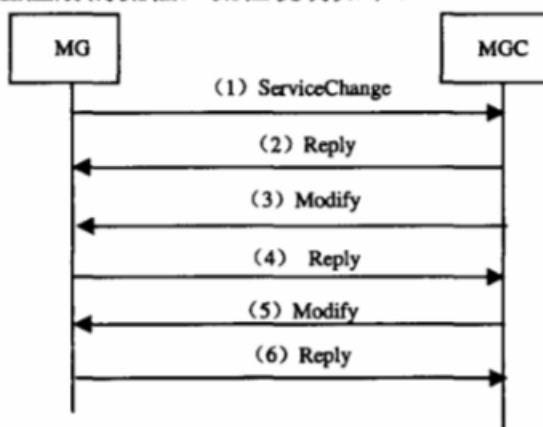 MG
MGC
（1）ServiceChange
（2）Reply
（3）Modify
（4） Reply
（5）Modify
（6）Reply